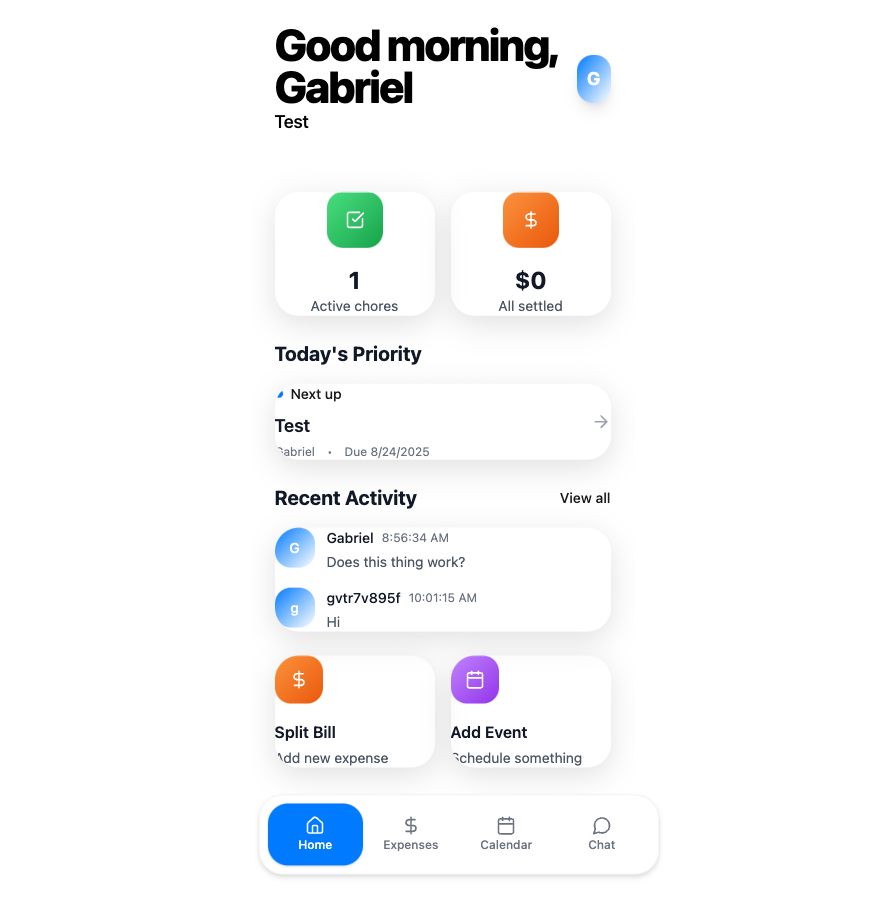 Good morning,
Gabriel
G
Test
1
Active chores
$0
All settled
Today's Priority
Next up
Test
Gabriel • Due 8/24/2025
Recent Activity
View all
G
Gabriel 8:56:34 AM
Does this thing work?
g
gvtr7v895f 10:01:15 AM
Hi
Split Bill
Add new expense
Add Event
Schedule something
Home
Expenses
Calendar
Chat